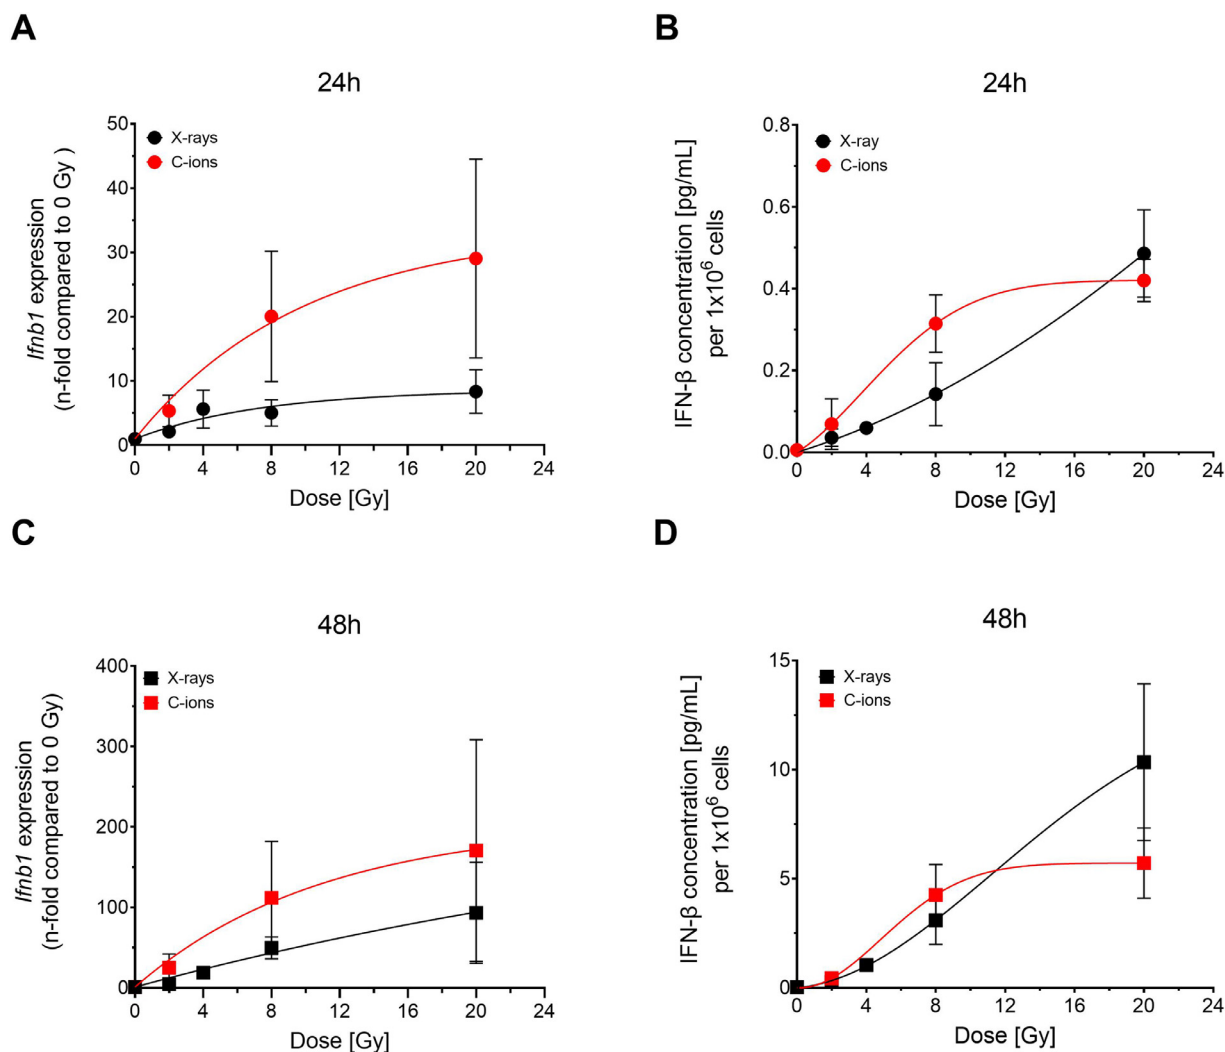 A
24h
Ifnb1 expression
(n-fold compared to 0 Gy )
50
40
30
20
10
0
X-rays
C-ions
0 4 8 12 16 20 24
Dose [Gy]
B
24h
IFN-β concentration [pg/mL]
per 1x10⁶ cells
0.8
0.6
0.4
0.2
0.0
X-ray
C-ions
0 4 8 12 16 20 24
Dose [Gy]
C
48h
Ifnb1 expression
(n-fold compared to 0 Gy)
400
300
200
100
0
X-rays
C-ions
0 4 8 12 16 20 24
Dose [Gy]
D
48h
IFN-β concentration [pg/mL]
per 1x10⁶ cells
15
10
5
0
X-rays
C-ions
0 4 8 12 16 20 24
Dose [Gy]